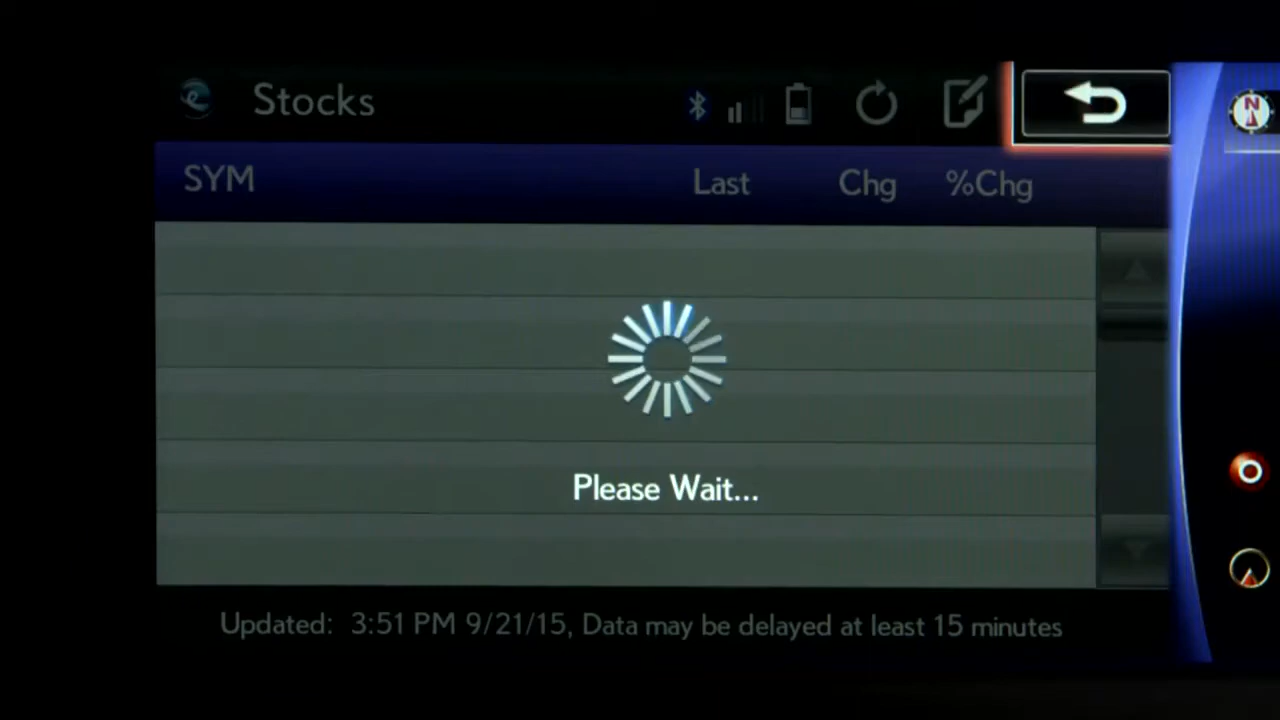 Stocks
N
SYM Last Chg %Chg
Please Wait...
Updated: 3:51 PM 9/21/15, Data may be delayed at least 15 minutes